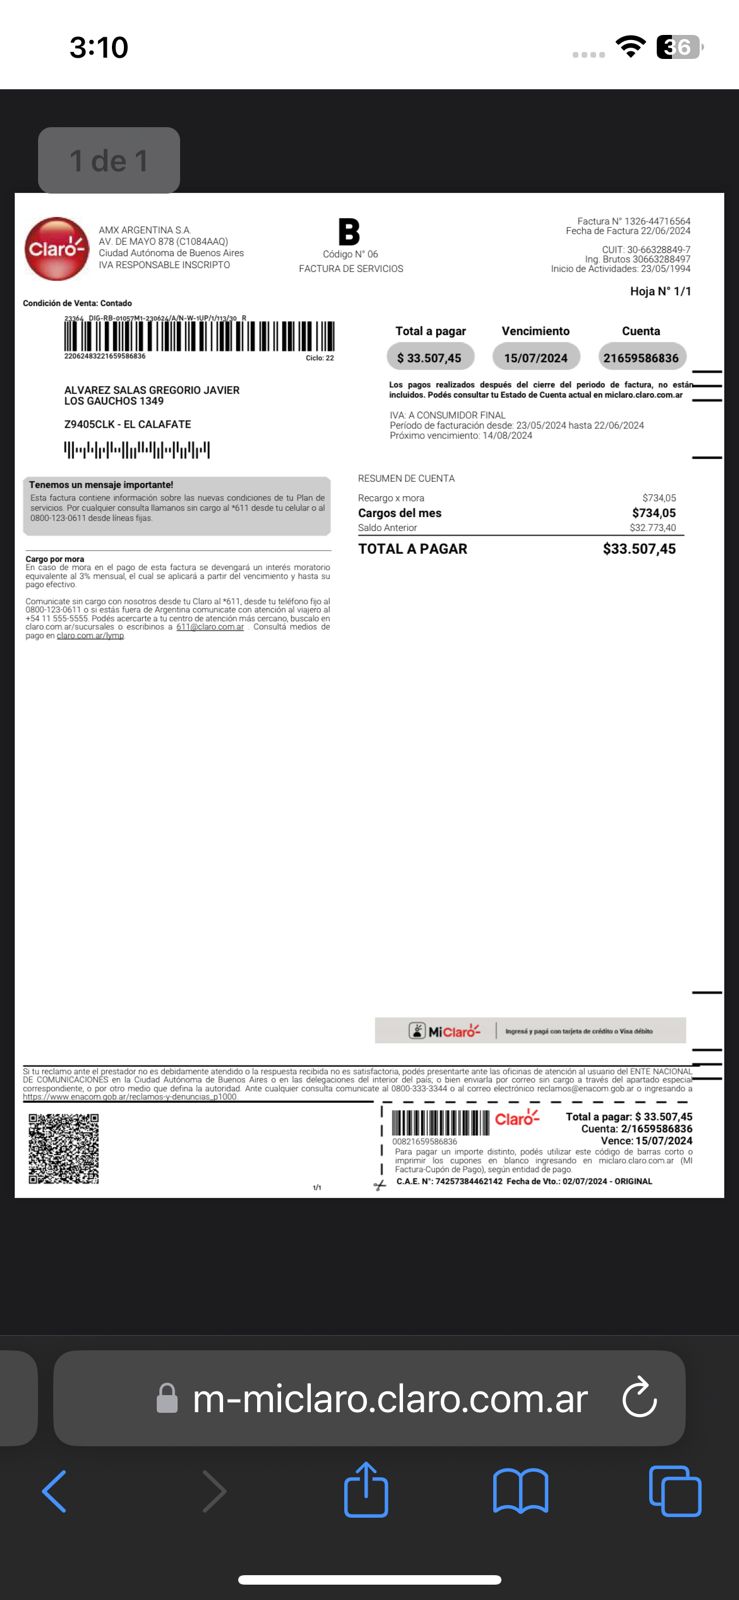 3:10
36
1 de 1
Claro
AMX ARGENTINA S.A.
AV. DE MAYO 878 (C1084AAQ)
Ciudad Autónoma de Buenos Aires
IVA RESPONSABLE INSCRIPTO
B
Código N° 06
FACTURA DE SERVICIOS
Factura N° 1326-44716564
Fecha de Factura 22/06/2024
CUIT: 30-66328849-7
Ing. Brutos 30663288497
Inicio de Actividades: 23/05/1994
Hoja N° 1/1
Condición de Venta: Contado
23364 DIG-RB-01057M1-230624/A/N-W-1UP/1/113/30 R
22062483221659586836
Ciclo: 22
Total a pagar
Vencimiento
Cuenta
$ 33.507,45
15/07/2024
21659586836
ALVAREZ SALAS GREGORIO JAVIER
LOS GAUCHOS 1349
Z9405CLK - EL CALAFATE
Los pagos realizados después del cierre del periodo de factura, no están
incluidos. Podés consultar tu Estado de Cuenta actual en miclaro.claro.com.ar
IVA: A CONSUMIDOR FINAL
Período de facturación desde: 23/05/2024 hasta 22/06/2024
Próximo vencimiento: 14/08/2024
Tenemos un mensaje importante!
Esta factura contiene información sobre las nuevas condiciones de tu Plan de
servicios. Por cualquier consulta llamanos sin cargo al *611 desde tu celular o al
0800-123-0611 desde líneas fijas.
RESUMEN DE CUENTA
Recargo x mora $734,05
Cargos del mes $734,05
Saldo Anterior $32.773,40
TOTAL A PAGAR $33.507,45
Cargo por mora
En caso de mora en el pago de esta factura se devengará un interés moratorio
equivalente al 3% mensual, el cual se aplicará a partir del vencimiento y hasta su
pago efectivo.
Comunicate sin cargo con nosotros desde tu Claro al *611, desde tu teléfono fijo al
0800-123-0611 o si estás fuera de Argentina comunicate con atención al viajero al
+54 11 555-5555. Podés acercarte a tu centro de atención más cercano, buscalo en
claro.com.ar/sucursales o escribinos a 611@claro.com.ar . Consultá medios de
pago en claro.com.ar/lymp
MiClaro
Ingresá y pagá con tarjeta de crédito o Visa débito
Si tu reclamo ante el prestador no es debidamente atendido o la respuesta recibida no es satisfactoria, podés presentarte ante las oficinas de atención al usuario del ENTE NACIONAL
DE COMUNICACIONES en la Ciudad Autónoma de Buenos Aires o en las delegaciones del interior del país; o bien enviarla por correo sin cargo a través del apartado especial
correspondiente, o por otro medio que defina la autoridad. Ante cualquier consulta comunicate al 0800-333-3344 o al correo electrónico reclamos@enacom.gob.ar o ingresando a
https://www.enacom.gob.ar/reclamos-y-denuncias_p1000
Claro
00821659586836
Total a pagar: $ 33.507,45
Cuenta: 2/1659586836
Vence: 15/07/2024
Para pagar un importe distinto, podés utilizar este código de barras corto o
imprimir los cupones en blanco ingresando en miclaro.claro.com.ar (MI
Factura-Cupón de Pago), según entidad de pago.
C.A.E. N°: 74257384462142 Fecha de Vto.: 02/07/2024 - ORIGINAL
1/1
m-miclaro.claro.com.ar